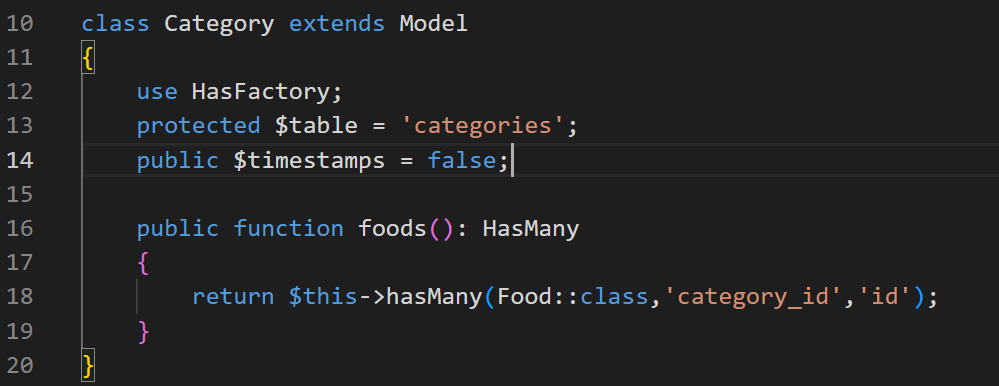 10 class Category extends Model
11 {
12     use HasFactory;
13     protected $table = 'categories';
14     public $timestamps = false;
15
16     public function foods(): HasMany
17     {
18         return $this->hasMany(Food::class,'category_id','id');
19     }
20 }